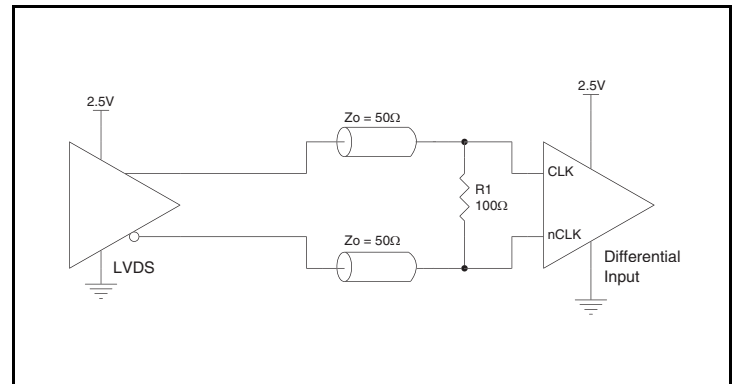 2.5V
2.5V
Zo = 50Ω
CLK
R1
100Ω
nCLK
Zo = 50Ω
LVDS
Differential
Input